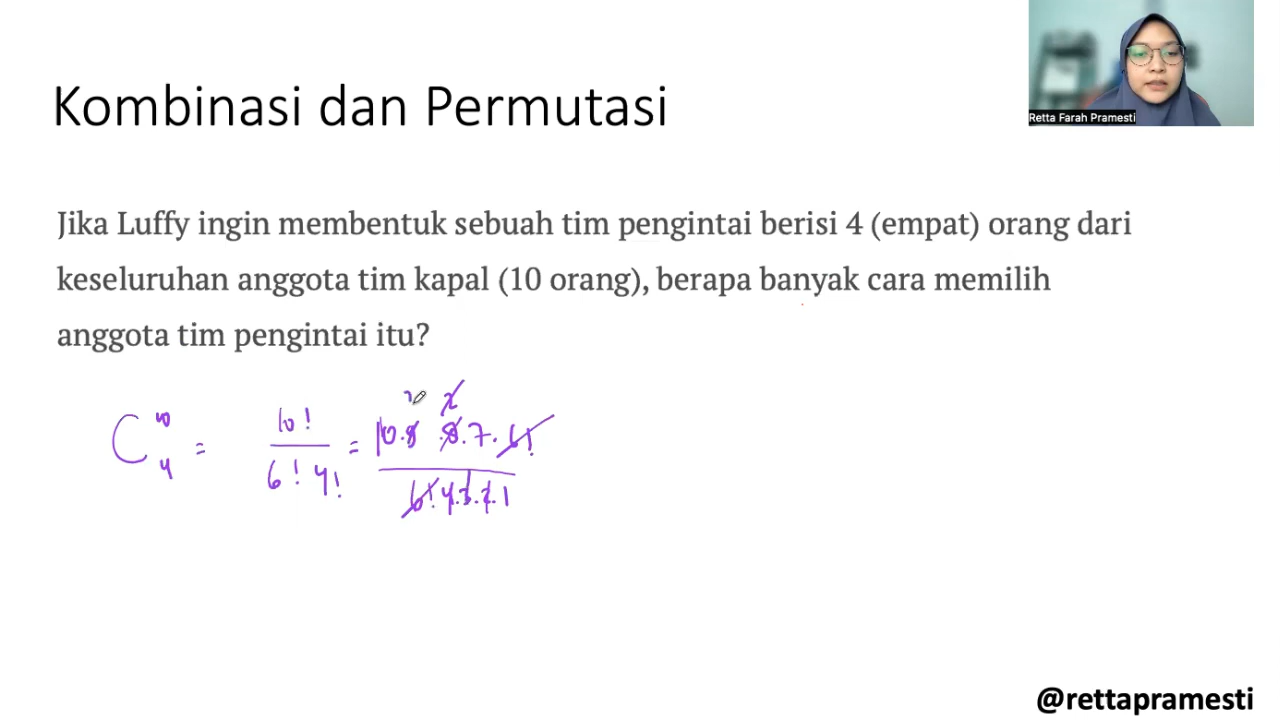 Retta Farah Pramesti
Kombinasi dan Permutasi
Jika Luffy ingin membentuk sebuah tim pengintai berisi 4 (empat) orang dari
keseluruhan anggota tim kapal (10 orang), berapa banyak cara memilih
anggota tim pengintai itu?
C 10 4 = 10! / 6! 4! = 10.9.8.7.6! / 6!.4.3.2.1
@rettapramesti